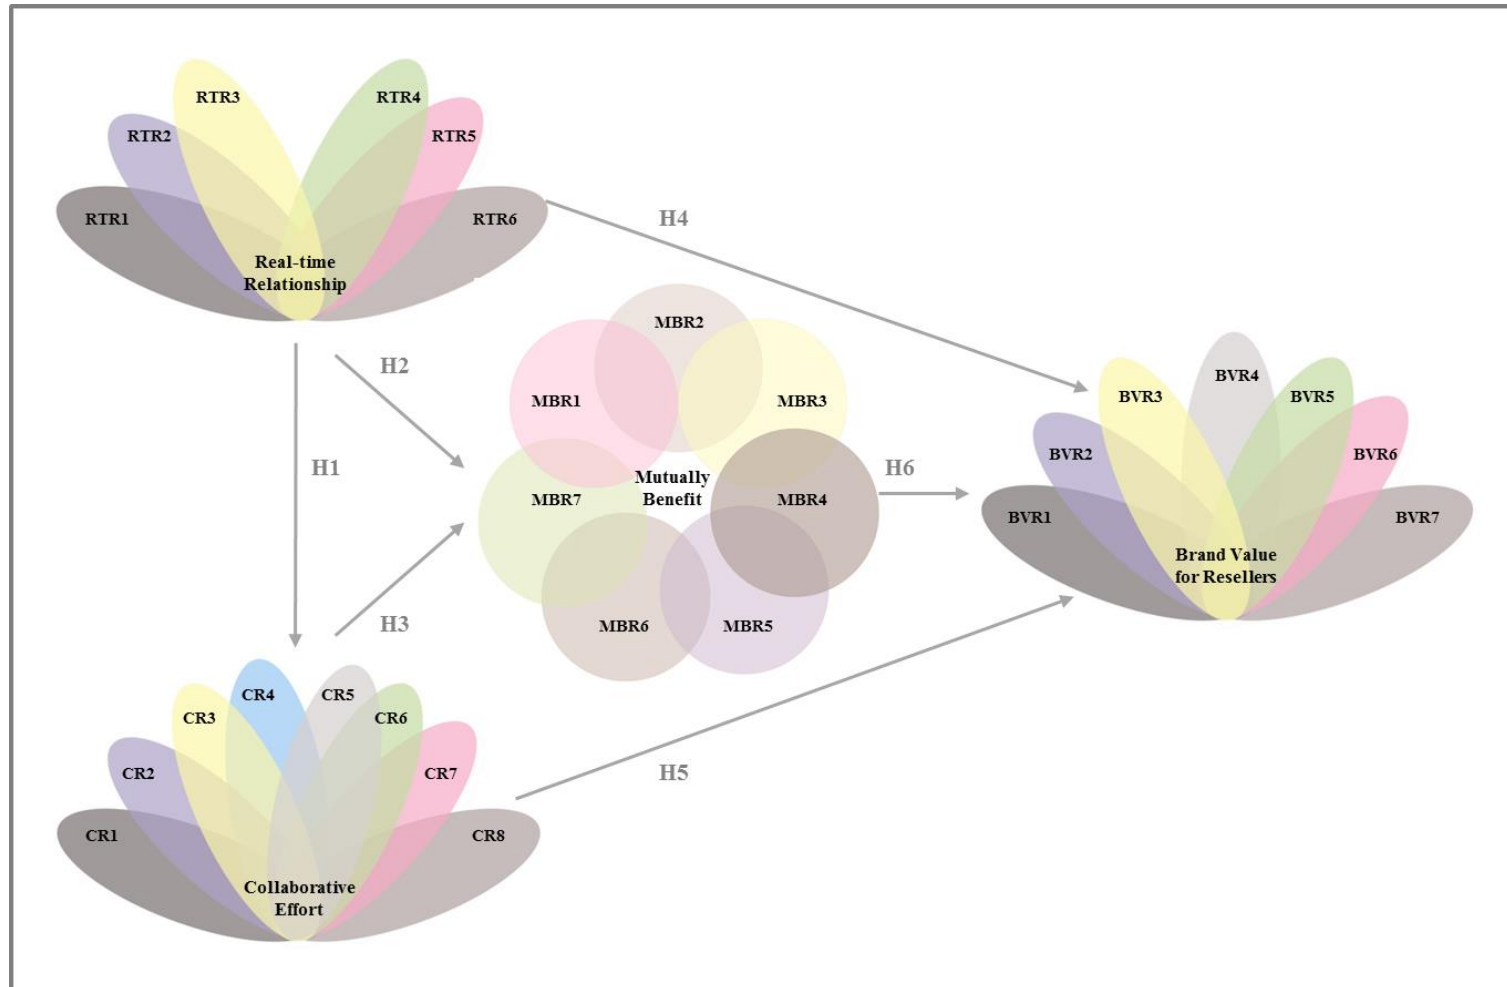 RTR3
RTR4
RTR2
RTR5
RTR1
RTR6
Real-time
Relationship
H4
H2
H1
H3
MBR2
MBR1
MBR3
MBR7
Mutually
Benefit
MBR4
MBR6
MBR5
H6
BVR4
BVR3
BVR5
BVR2
BVR6
BVR1
BVR7
Brand Value
for Resellers
CR4
CR5
CR3
CR6
CR2
CR7
CR1
CR8
Collaborative
Effort
H5